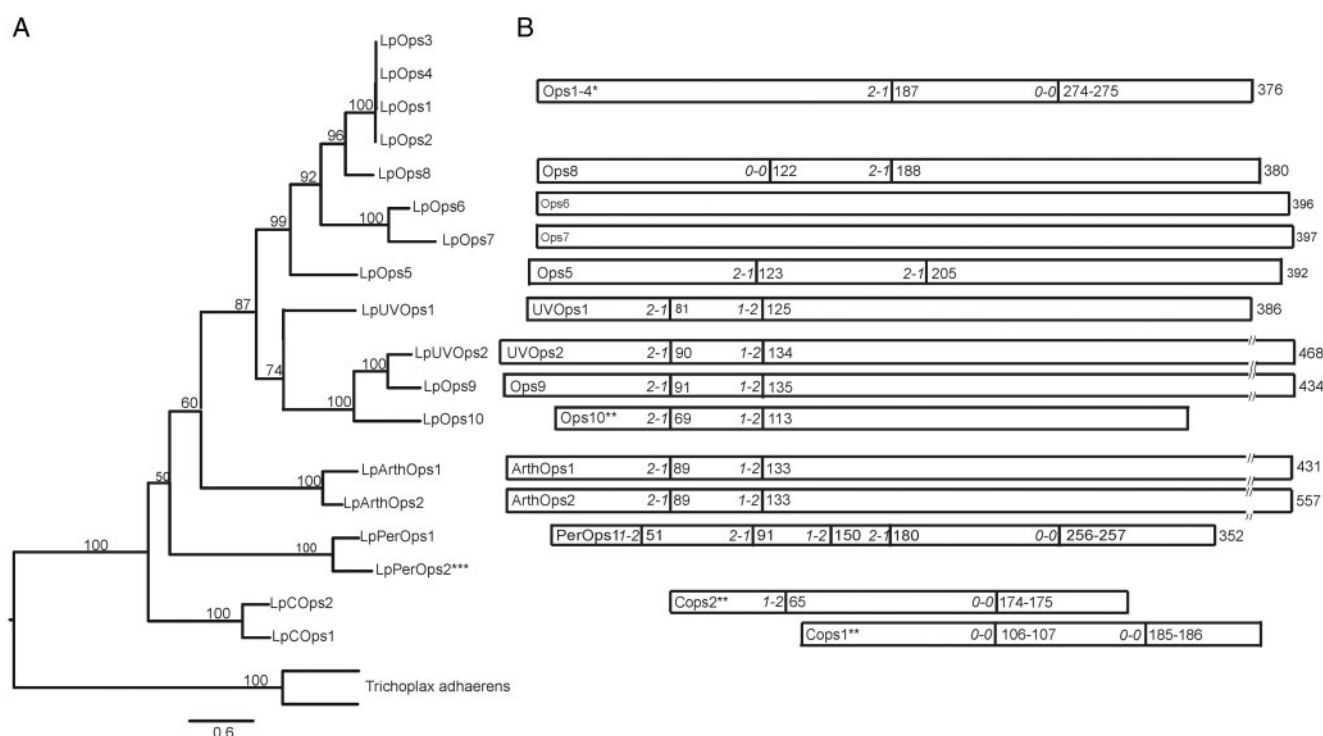 A
B
LpOps3
LpOps4
LpOps1
LpOps2
100
96
LpOps8
92
LpOps6
100
LpOps7
99
LpOps5
87
LpUVOps1
74
LpUVOps2
100
LpOps9
100
LpOps10
60
LpArthOps1
100
LpArthOps2
50
LpPerOps1
100
LpPerOps2***
100
LpCOps2
100
LpCOps1
100
Trichoplax adhaerens
0.6
Ops1-4* 2-1 187 0-0 274-275 376
Ops8 0-0 122 2-1 188 380
Ops6 396
Ops7 397
Ops5 2-1 123 2-1 205 392
UVOps1 2-1 81 1-2 125 386
UVOps2 2-1 90 1-2 134 // 468
Ops9 2-1 91 1-2 135 // 434
Ops10** 2-1 69 1-2 113
ArthOps1 2-1 89 1-2 133 // 431
ArthOps2 2-1 89 1-2 133 // 557
PerOps1 1-2 51 2-1 91 1-2 150 2-1 180 0-0 256-257 352
Cops2** 1-2 65 0-0 174-175
Cops1** 0-0 106-107 0-0 185-186